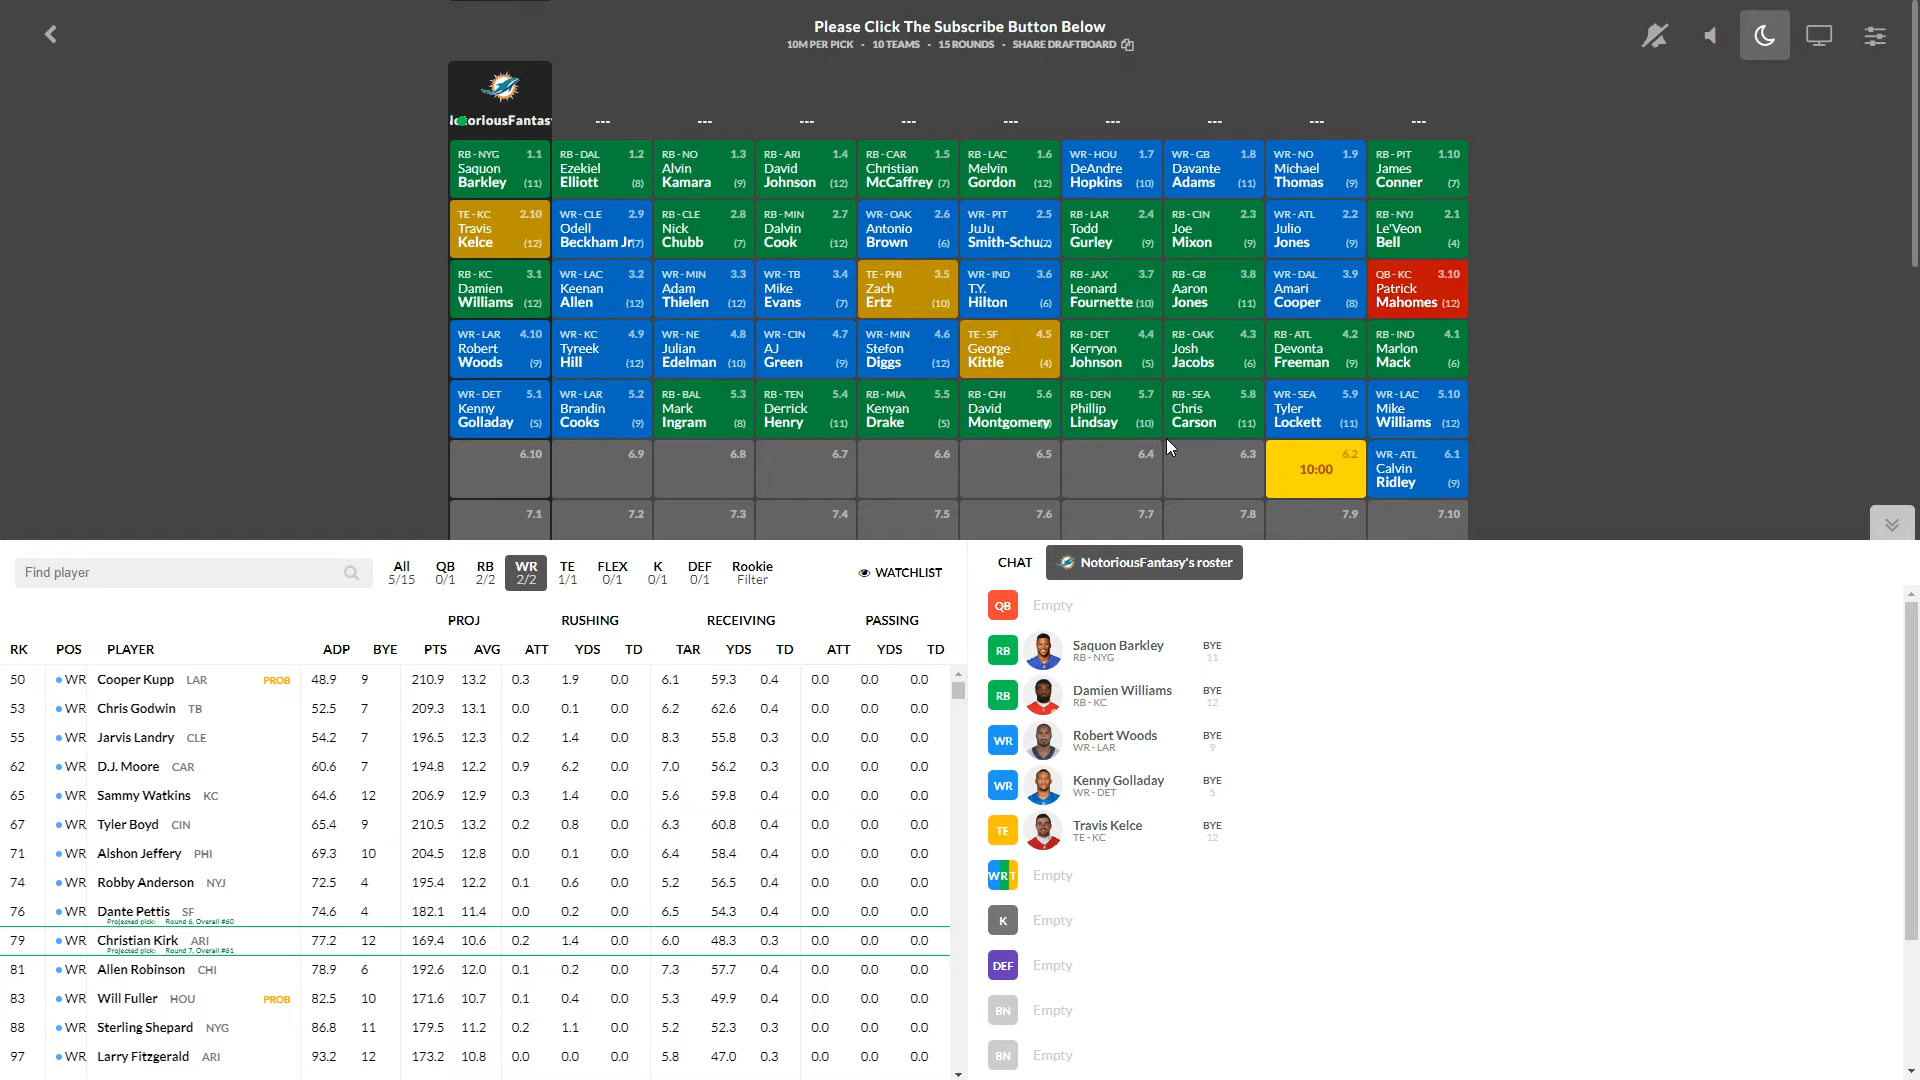 Please Click The Subscribe Button Below
10M PER PICK • 10 TEAMS • 15 ROUNDS • SHARE DRAFTBOARD
toriousFantas --- --- --- --- --- --- --- --- ---
RB - NYG 1.1 RB - DAL 1.2 RB - NO 1.3 RB - ARI 1.4 RB - CAR 1.5 RB - LAC 1.6 WR - HOU 1.7 WR - GB 1.8 WR - NO 1.9 RB - PIT 1.10
Saquon Ezekiel Alvin David Christian Melvin DeAndre Davante Michael James
Barkley (11) Elliott (8) Kamara (9) Johnson (12) McCaffrey (7) Gordon (12) Hopkins (10) Adams (11) Thomas (9) Conner (7)
TE - KC 2.10 WR - CLE 2.9 RB - CLE 2.8 RB - MIN 2.7 WR - OAK 2.6 WR - PIT 2.5 RB - LAR 2.4 RB - CIN 2.3 WR - ATL 2.2 RB - NYJ 2.1
Travis Odell Nick Dalvin Antonio JuJu Todd Joe Julio Le'Veon
Kelce (12) Beckham Jr (7) Chubb (7) Cook (12) Brown (6) Smith-Schu... Gurley (9) Mixon (9) Jones (9) Bell (4)
RB - KC 3.1 WR - LAC 3.2 WR - MIN 3.3 WR - TB 3.4 TE - PHI 3.5 WR - IND 3.6 RB - JAX 3.7 RB - GB 3.8 WR - DAL 3.9 QB - KC 3.10
Damien Keenan Adam Mike Zach T.Y. Leonard Aaron Amari Patrick
Williams (12) Allen (12) Thielen (12) Evans (7) Ertz (10) Hilton (6) Fournette (10) Jones (11) Cooper (8) Mahomes (12)
WR - LAR 4.10 WR - KC 4.9 WR - NE 4.8 WR - CIN 4.7 WR - MIN 4.6 TE - SF 4.5 RB - DET 4.4 RB - OAK 4.3 RB - ATL 4.2 RB - IND 4.1
Robert Tyreek Julian AJ Stefon George Kerryon Josh Devonta Marlon
Woods (9) Hill (12) Edelman (10) Green (9) Diggs (12) Kittle (4) Johnson (5) Jacobs (6) Freeman (9) Mack (6)
WR - DET 5.1 WR - LAR 5.2 RB - BAL 5.3 RB - TEN 5.4 RB - MIA 5.5 RB - CHI 5.6 RB - DEN 5.7 RB - SEA 5.8 WR - SEA 5.9 WR - LAC 5.10
Kenny Brandin Mark Derrick Kenyan David Phillip Chris Tyler Mike
Golladay (5) Cooks (9) Ingram (8) Henry (11) Drake (5) Montgomery Lindsay (10) Carson (11) Lockett (11) Williams (12)
6.10 6.9 6.8 6.7 6.6 6.5 6.4 6.3 6.2 WR - ATL 6.1
10:00 Calvin
Ridley (9)
7.1 7.2 7.3 7.4 7.5 7.6 7.7 7.8 7.9 7.10
Find player All QB RB WR TE FLEX K DEF Rookie WATCHLIST
5/15 0/1 2/2 2/2 1/1 0/1 0/1 0/1 Filter
PROJ RUSHING RECEIVING PASSING
RK POS PLAYER ADP BYE PTS AVG ATT YDS TD TAR YDS TD ATT YDS TD
50 WR Cooper Kupp LAR PROB 48.9 9 210.9 13.2 0.3 1.9 0.0 6.1 59.3 0.4 0.0 0.0 0.0
53 WR Chris Godwin TB 52.5 7 209.3 13.1 0.0 0.1 0.0 6.2 62.6 0.4 0.0 0.0 0.0
55 WR Jarvis Landry CLE 54.2 7 196.5 12.3 0.2 1.4 0.0 8.3 55.8 0.3 0.0 0.0 0.0
62 WR D.J. Moore CAR 60.6 7 194.8 12.2 0.9 6.2 0.0 7.0 56.2 0.3 0.0 0.0 0.0
65 WR Sammy Watkins KC 64.6 12 206.9 12.9 0.3 1.4 0.0 5.6 59.8 0.4 0.0 0.0 0.0
67 WR Tyler Boyd CIN 65.4 9 210.5 13.2 0.2 0.8 0.0 6.3 60.8 0.4 0.0 0.0 0.0
71 WR Alshon Jeffery PHI 69.3 10 204.5 12.8 0.0 0.1 0.0 6.4 58.4 0.4 0.0 0.0 0.0
74 WR Robby Anderson NYJ 72.5 4 195.4 12.2 0.1 0.6 0.0 5.2 56.5 0.4 0.0 0.0 0.0
76 WR Dante Pettis SF 74.6 4 182.1 11.4 0.0 0.2 0.0 6.5 54.3 0.4 0.0 0.0 0.0
Projected pick: Round 6, Overall #60
79 WR Christian Kirk ARI 77.2 12 169.4 10.6 0.2 1.4 0.0 6.0 48.3 0.3 0.0 0.0 0.0
Projected pick: Round 7, Overall #61
81 WR Allen Robinson CHI 78.9 6 192.6 12.0 0.1 0.2 0.0 7.3 57.7 0.4 0.0 0.0 0.0
83 WR Will Fuller HOU PROB 82.5 10 171.6 10.7 0.1 0.4 0.0 5.3 49.9 0.4 0.0 0.0 0.0
88 WR Sterling Shepard NYG 86.8 11 179.5 11.2 0.2 1.1 0.0 5.2 52.3 0.3 0.0 0.0 0.0
97 WR Larry Fitzgerald ARI 93.2 12 173.2 10.8 0.0 0.0 0.0 5.8 47.0 0.3 0.0 0.0 0.0
CHAT NotoriousFantasy's roster
QB Empty
RB Saquon Barkley BYE
RB - NYG 11
RB Damien Williams BYE
RB - KC 12
WR Robert Woods BYE
WR - LAR 9
WR Kenny Golladay BYE
WR - DET 5
TE Travis Kelce BYE
TE - KC 12
WRT Empty
K Empty
DEF Empty
BN Empty
BN Empty